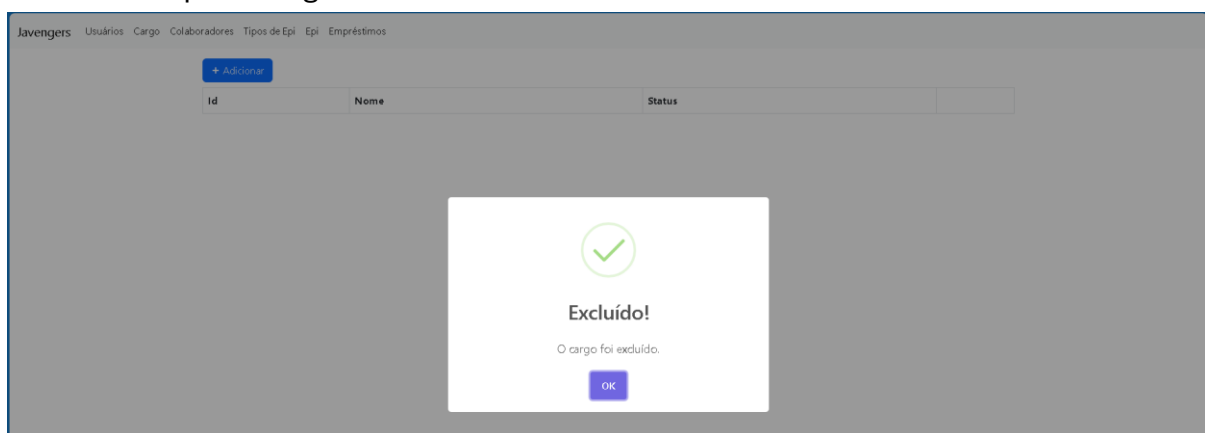 Javengers Usuários Cargo Colaboradores Tipos de Epi Epi Empréstimos
+ Adicionar
Id Nome Status
Excluído!
O cargo foi excluído.
OK